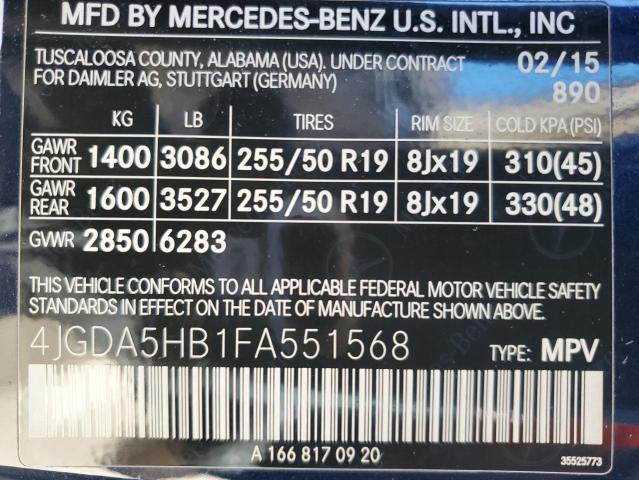 MFD BY MERCEDES-BENZ U.S. INTL., INC
TUSCALOOSA COUNTY, ALABAMA (USA). UNDER CONTRACT 02/15
FOR DAIMLER AG, STUTTGART (GERMANY) 890
KG LB TIRES RIM SIZE COLD KPA(PSI)
GAWR FRONT 1400 3086 255/50 R19 8Jx19 310(45)
GAWR REAR 1600 3527 255/50 R19 8Jx19 330(48)
GVWR 2850 6283
THIS VEHICLE CONFORMS TO ALL APPLICABLE FEDERAL MOTOR VEHICLE SAFETY
STANDARDS IN EFFECT ON THE DATE OF MANUFACTURE SHOWN ABOVE.
4JGDA5HB1FA551568 TYPE: MPV
A 166 817 09 20
35525773